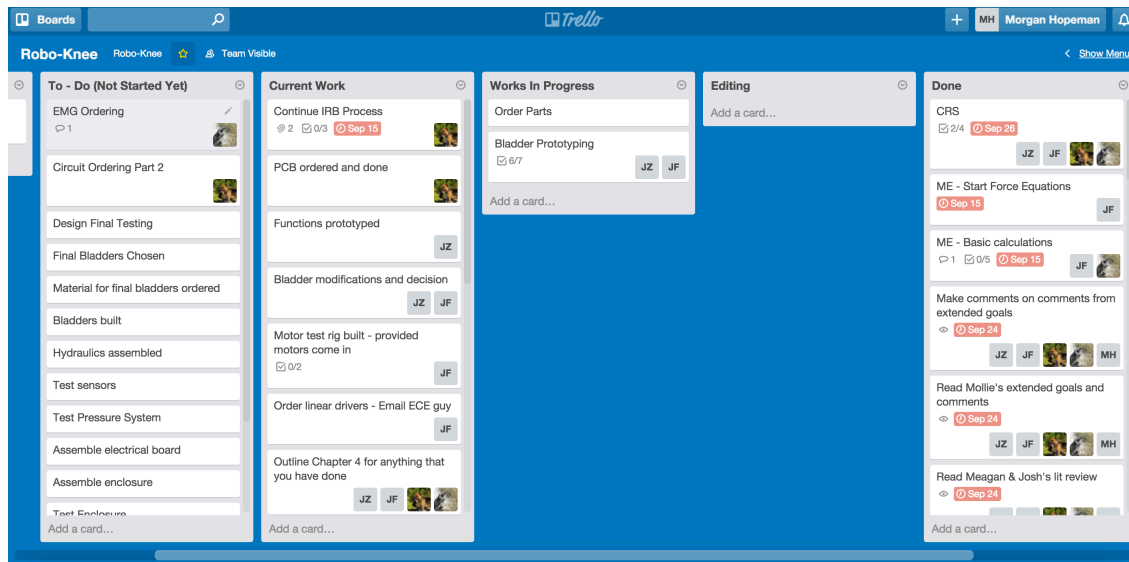 Boards
Trello
MH Morgan Hopeman
Robo-Knee Robo-Knee Team Visible
Show Menu
To - Do (Not Started Yet)
EMG Ordering
1
Circuit Ordering Part 2
Design Final Testing
Final Bladders Chosen
Material for final bladders ordered
Bladders built
Hydraulics assembled
Test sensors
Test Pressure System
Assemble electrical board
Assemble enclosure
Test Enclosure
Add a card…
Current Work
Continue IRB Process
2 0/3 Sep 15
PCB ordered and done
Functions prototyped
JZ
Bladder modifications and decision
JZ JF
Motor test rig built - provided
motors come in
0/2
JF
Order linear drivers - Email ECE guy
JF
Outline Chapter 4 for anything that
you have done
JZ JF
Add a card…
Works In Progress
Order Parts
Bladder Prototyping
6/7
JZ JF
Add a card…
Editing
Add a card…
Done
CRS
2/4 Sep 26
JZ JF
ME - Start Force Equations
Sep 15
JF
ME - Basic calculations
1 0/5 Sep 15
JF
Make comments on comments from
extended goals
Sep 24
JZ JF MH
Read Mollie's extended goals and
comments
Sep 24
JZ JF MH
Read Meagan & Josh's lit review
Sep 24
Add a card…